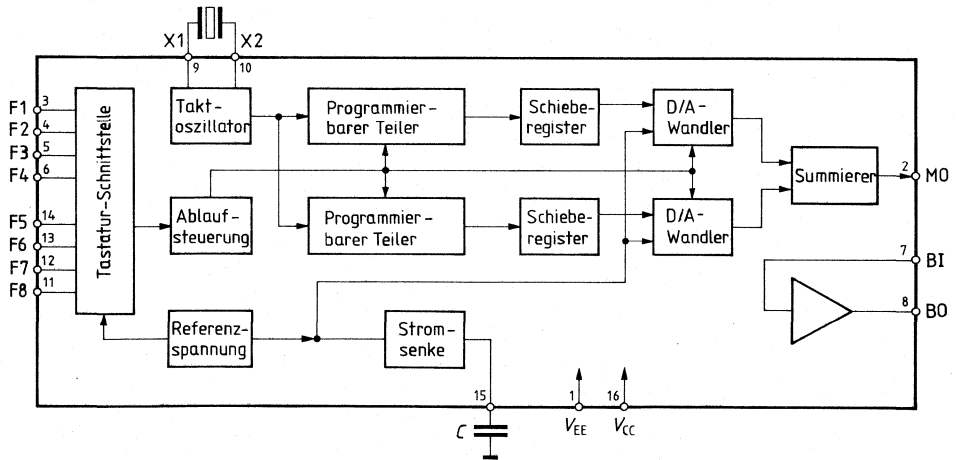 X1 X2
9 10
F1 3
F2 4
F3 5
F4 6
F5 14
F6 13
F7 12
F8 11
Tastatur-Schnittstelle
Takt-
oszillator
Programmier-
barer Teiler
Schiebe-
register
D/A-
Wandler
Summierer
2 MO
Ablauf-
steuerung
Programmier-
barer Teiler
Schiebe-
register
D/A-
Wandler
7 BI
8 BO
Referenz-
spannung
Strom-
senke
15 1 16
C VEE VCC